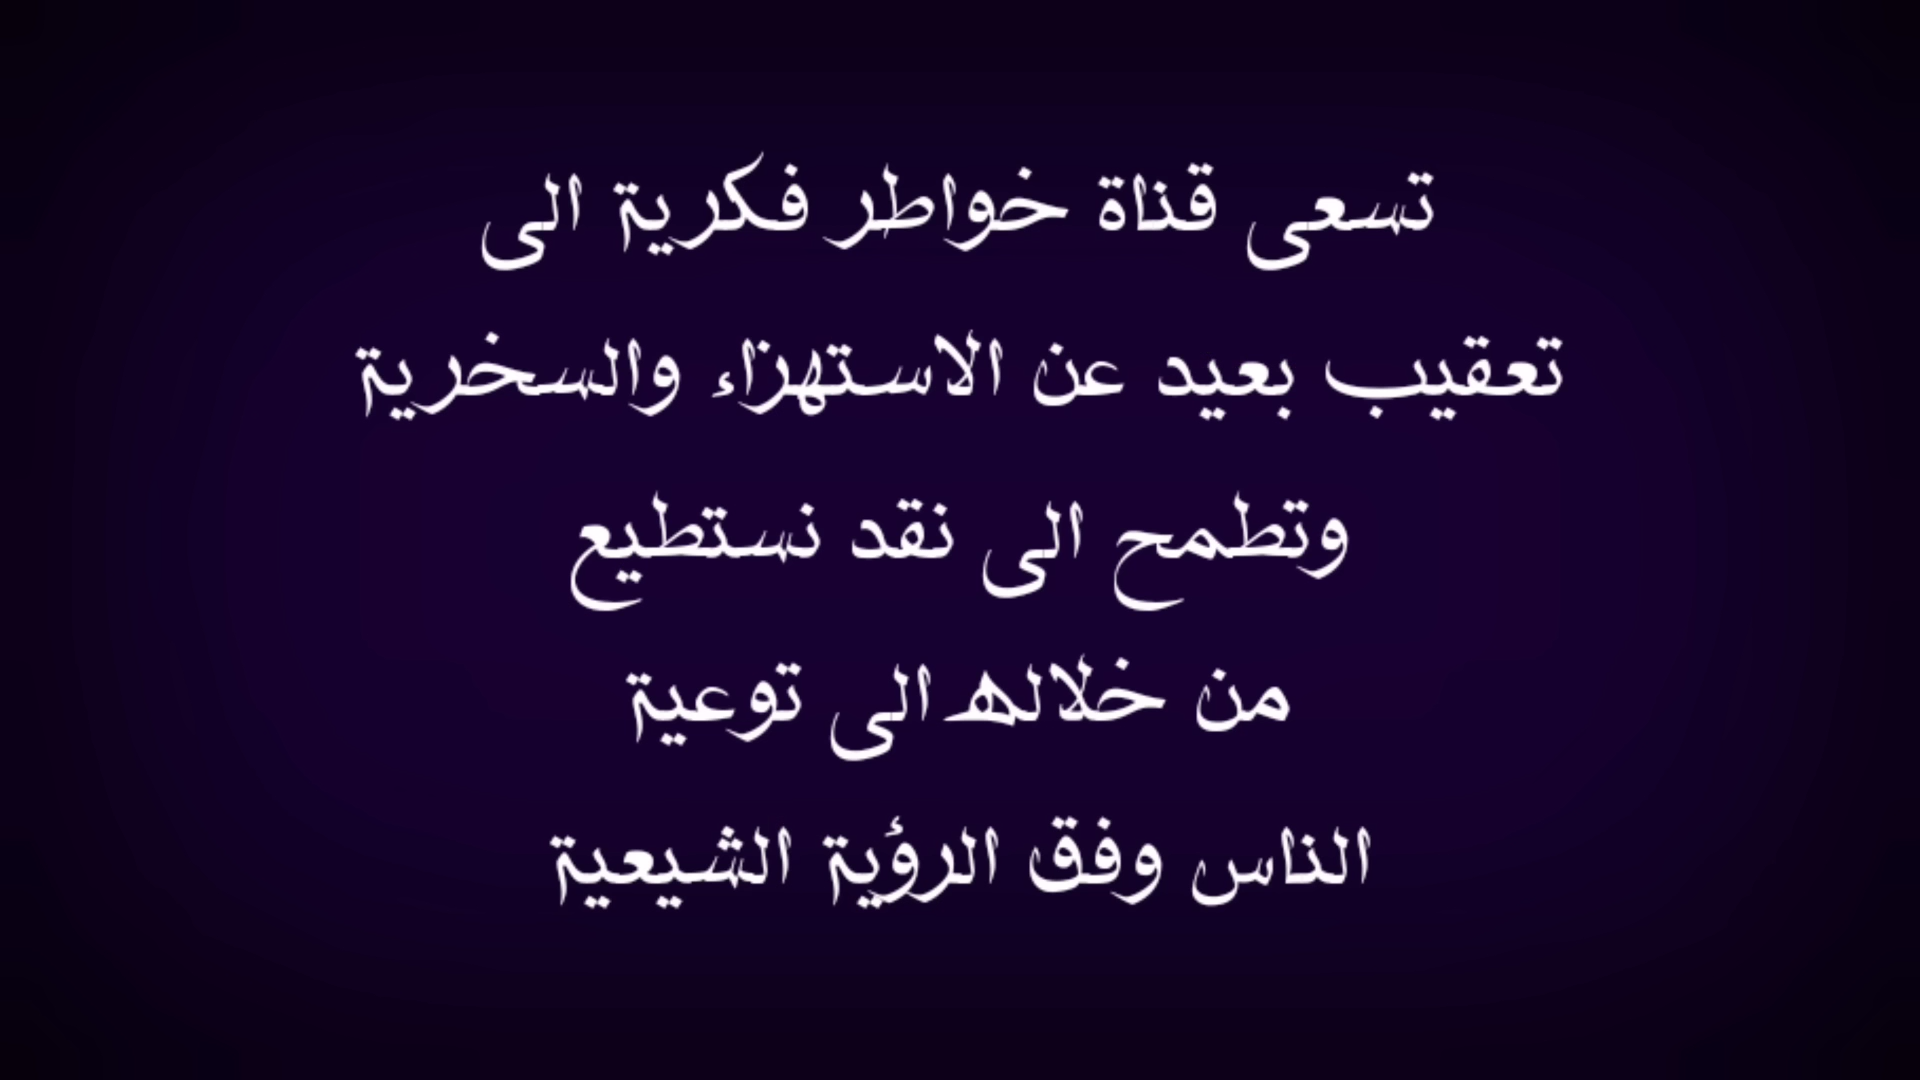 تسعى قناة خواطر فكرية الى
تعقيب بعيد عن الاستهزاء والسخرية
وتطمح الى نقد نستطيع
من خلاله الى توعية
الناس وفق الرؤية الشيعية